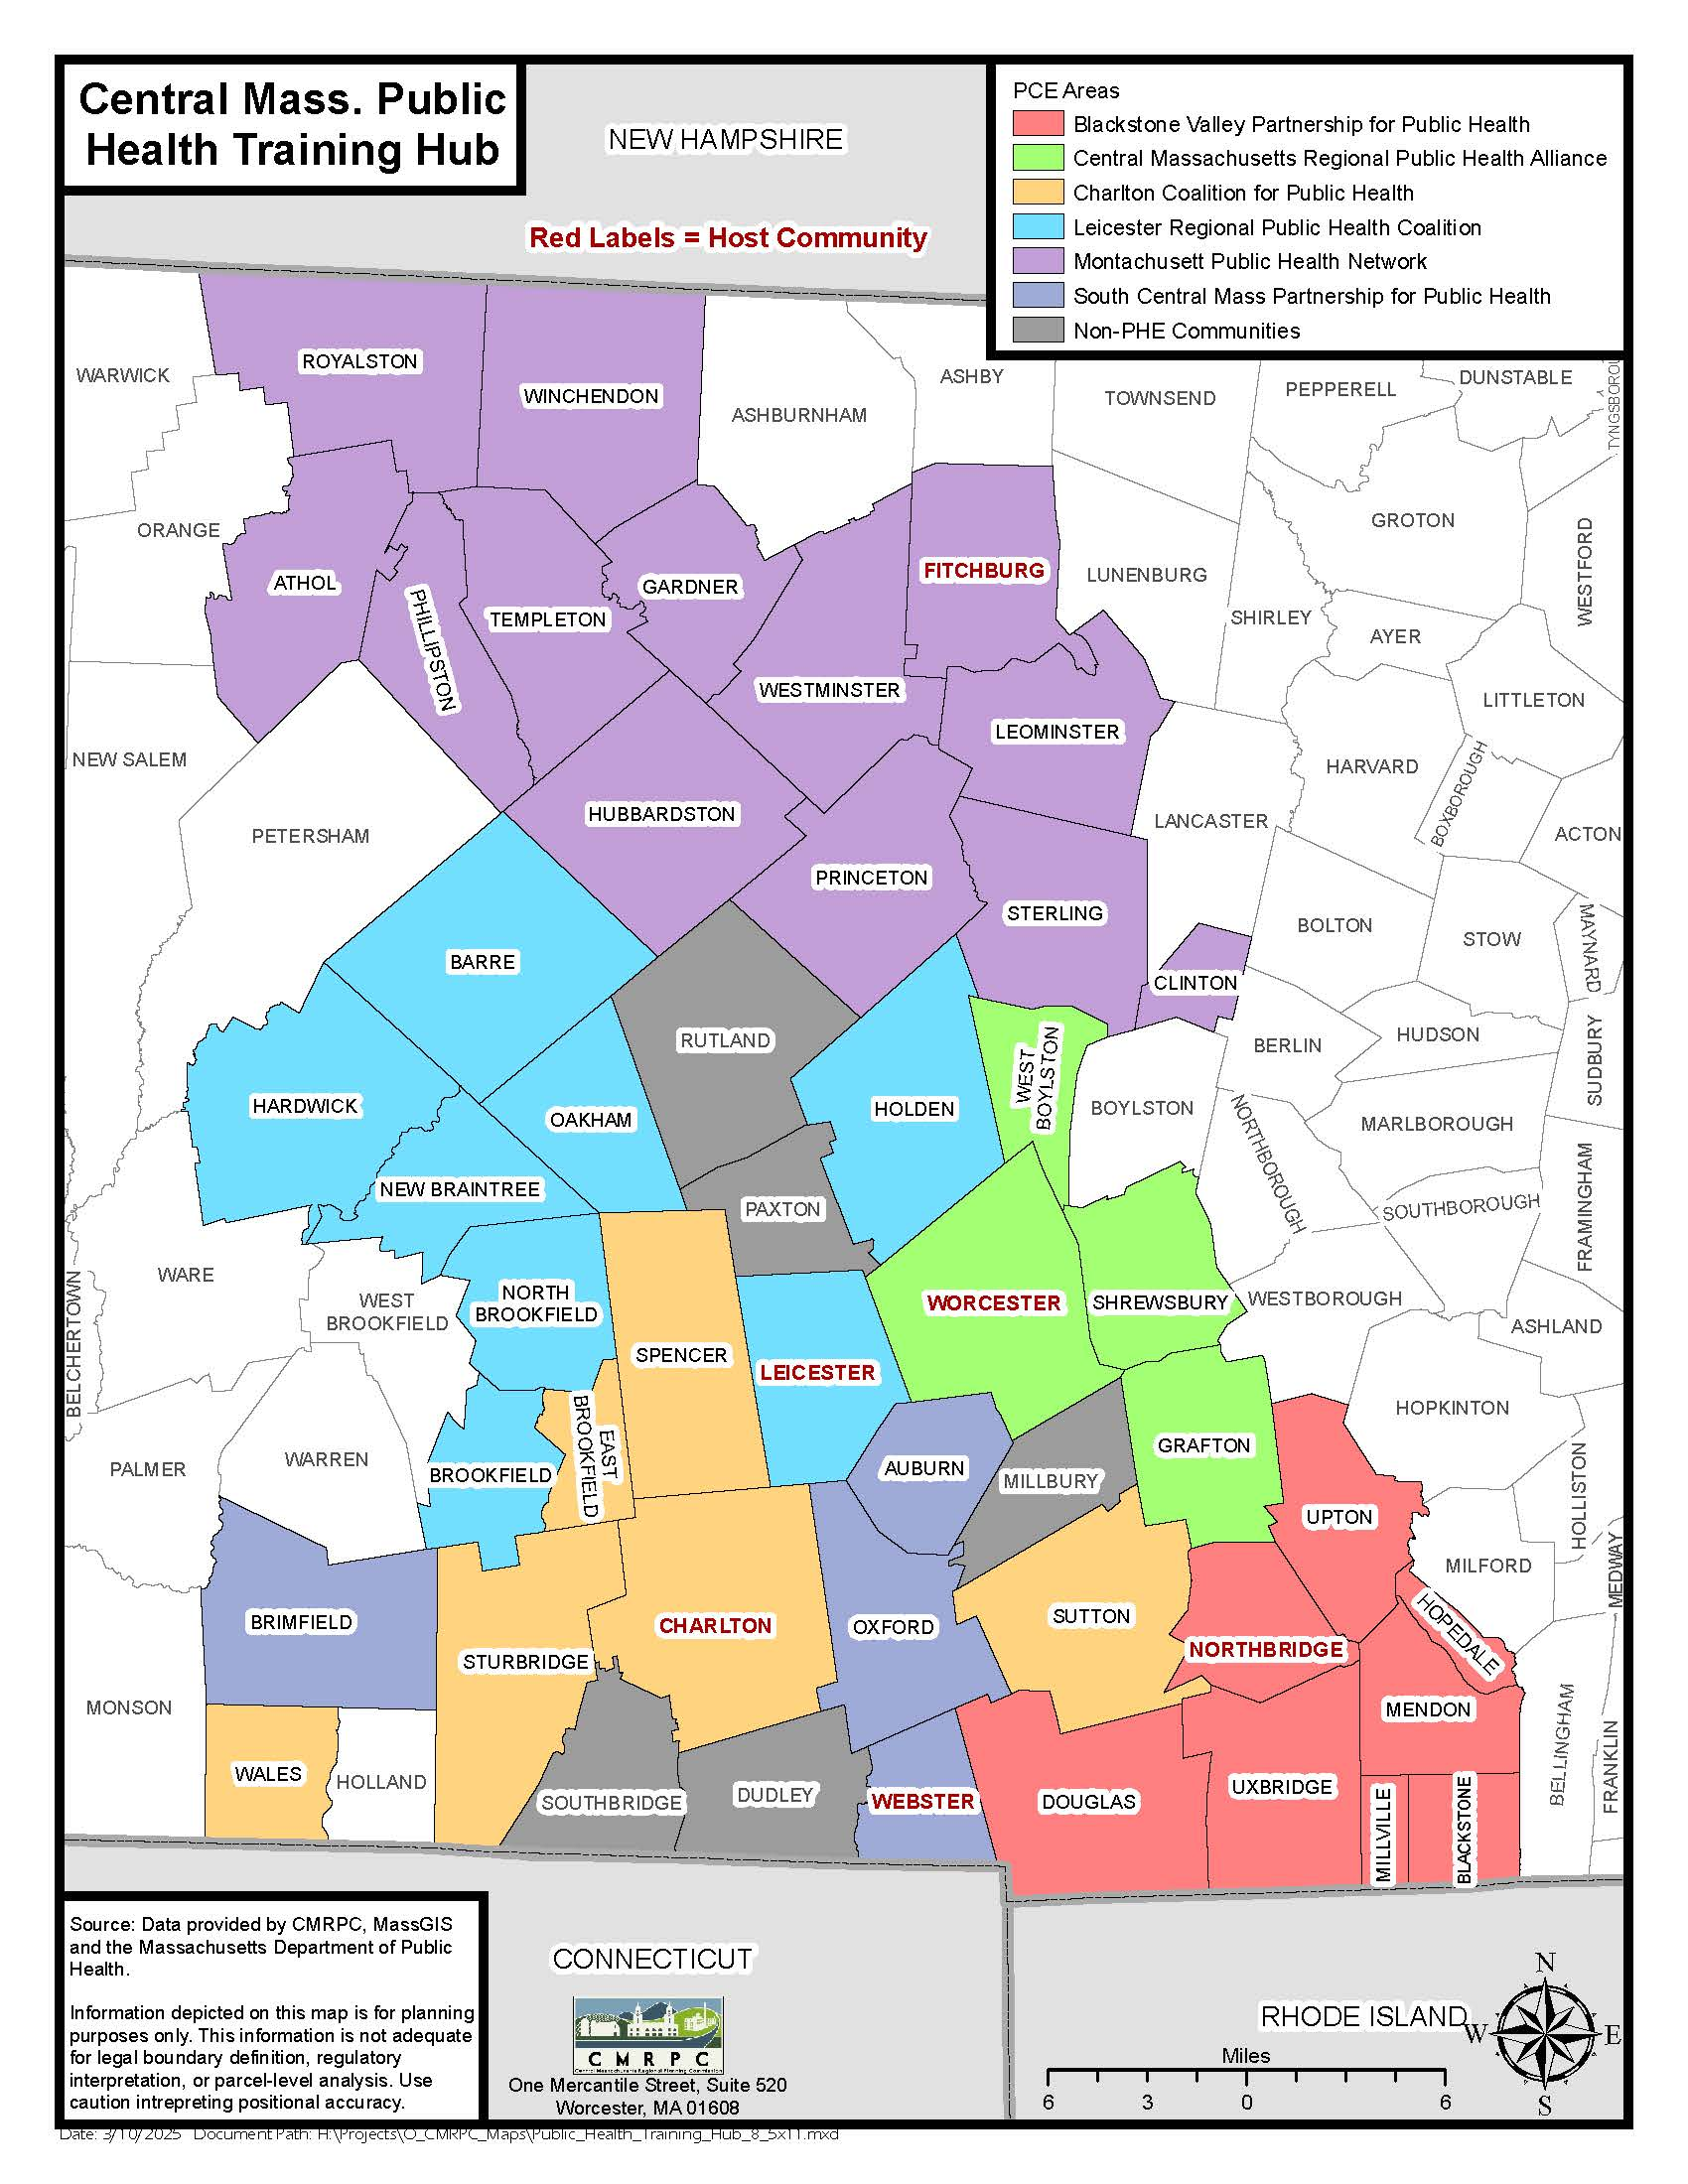 Central Mass. Public
Health Training Hub
NEW HAMPSHIRE
Red Labels = Host Community
PCE Areas
Blackstone Valley Partnership for Public Health
Central Massachusetts Regional Public Health Alliance
Charlton Coalition for Public Health
Leicester Regional Public Health Coalition
Montachusett Public Health Network
South Central Mass Partnership for Public Health
Non-PHE Communities
WARWICK
ROYALSTON
WINCHENDON
ASHBURNHAM
ASHBY
TOWNSEND
PEPPERELL
DUNSTABLE
ORANGE
ATHOL
PHILLIPSTON
TEMPLETON
GARDNER
WESTMINSTER
FITCHBURG
LUNENBURG
SHIRLEY
GROTON
AYER
WESTFORD
LITTLETON
NEW SALEM
PETERSHAM
HUBBARDSTON
LEOMINSTER
PRINCETON
STERLING
LANCASTER
HARVARD
BOXBOROUGH
ACTON
BARRE
RUTLAND
CLINTON
BOLTON
STOW
MAYNARD
HARDWICK
OAKHAM
HOLDEN
WEST
BOYLSTON
BOYLSTON
BERLIN
HUDSON
SUDBURY
NEW BRAINTREE
PAXTON
NORTHBOROUGH
MARLBOROUGH
SOUTHBOROUGH
FRAMINGHAM
BELCHERTOWN
WARE
WEST
BROOKFIELD
NORTH
BROOKFIELD
SPENCER
LEICESTER
WORCESTER
SHREWSBURY
WESTBOROUGH
ASHLAND
PALMER
WARREN
BROOKFIELD
EAST
BROOKFIELD
AUBURN
MILLBURY
GRAFTON
HOPKINTON
HOLLISTON
UPTON
MILFORD
MEDWAY
BRIMFIELD
STURBRIDGE
CHARLTON
OXFORD
SUTTON
NORTHBRIDGE
HOPEDALE
MONSON
WALES
HOLLAND
SOUTHBRIDGE
DUDLEY
WEBSTER
DOUGLAS
UXBRIDGE
MENDON
MILLVILLE
BLACKSTONE
BELLINGHAM
FRANKLIN
Source: Data provided by CMRPC, MassGIS
and the Massachusetts Department of Public
Health.
Information depicted on this map is for planning
purposes only. This information is not adequate
for legal boundary definition, regulatory
interpretation, or parcel-level analysis. Use
caution intrepreting positional accuracy.
CONNECTICUT
CMRPC
Central Massachusetts Regional Planning Commission
One Mercantile Street, Suite 520
Worcester, MA 01608
RHODE ISLAND
N
W
E
S
Miles
6 3 0 6
Date: 3/10/2025 Document Path: H:\Projects\O_CMRPC_Maps\Public_Health_Training_Hub_8_5x11.mxd